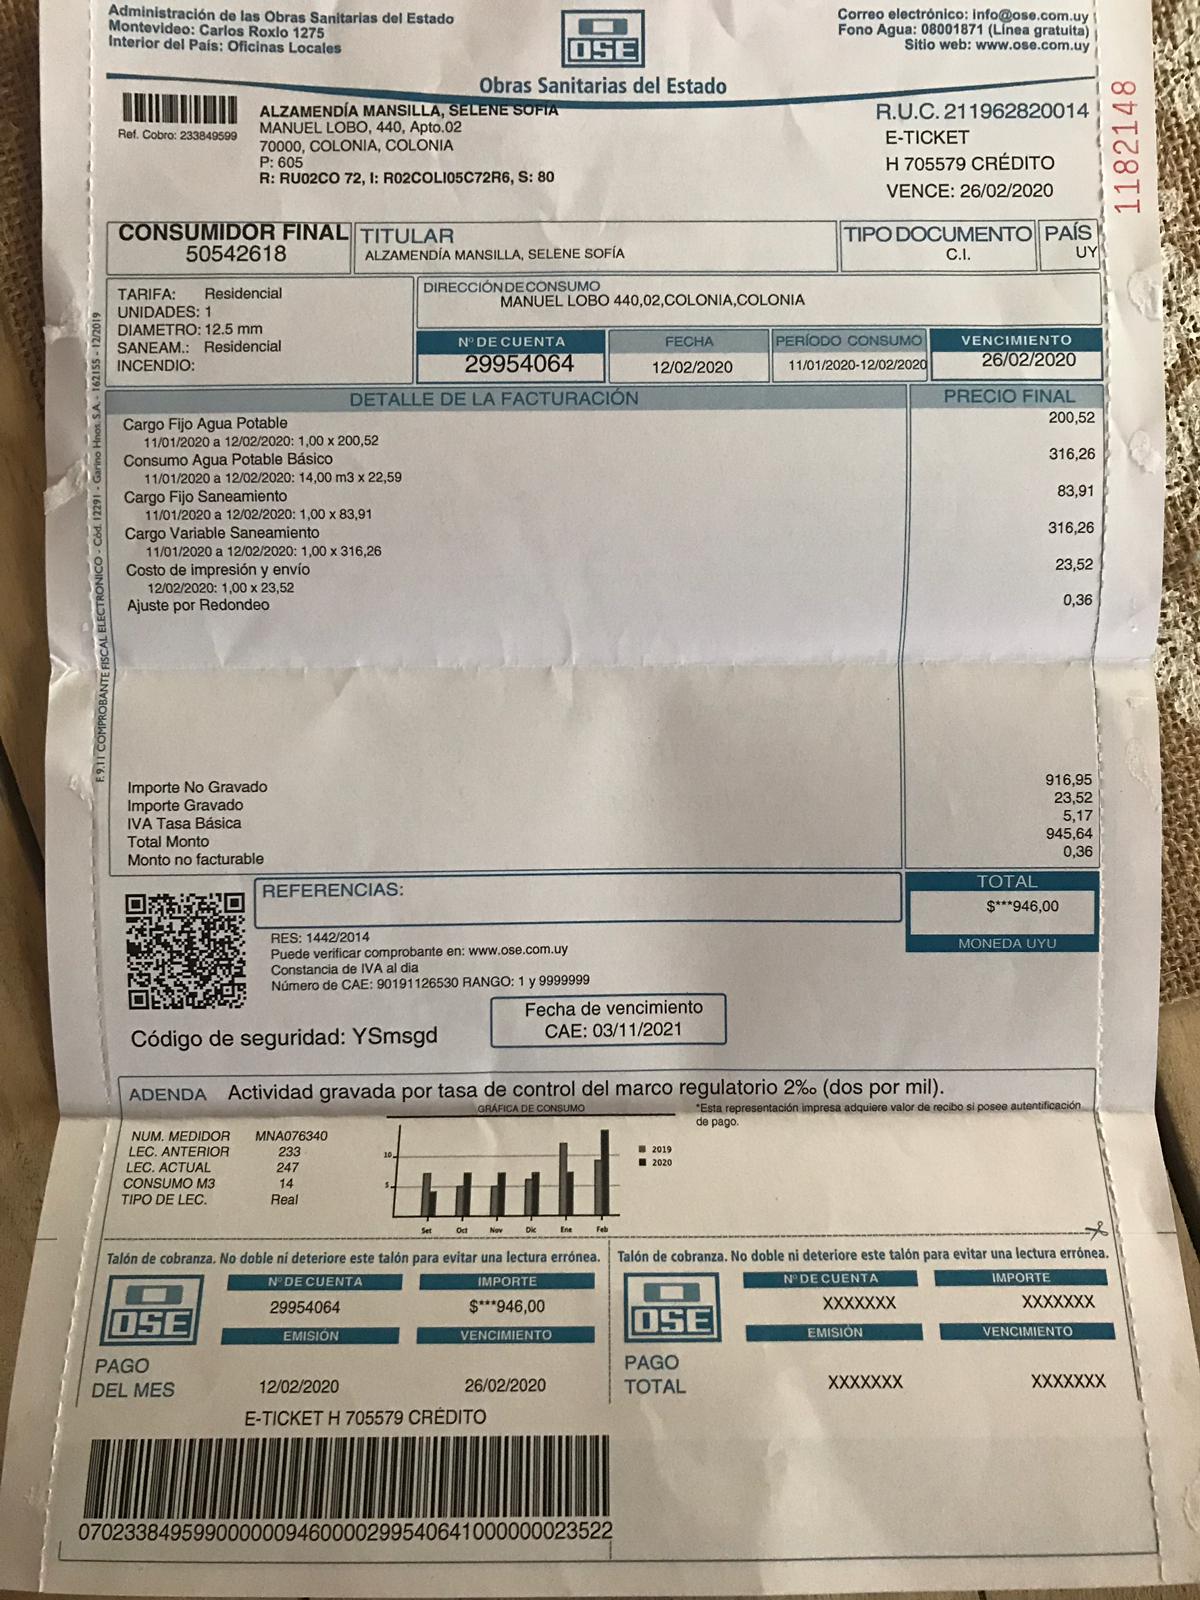 Administración de las Obras Sanitarias del Estado
Montevideo: Carlos Roxlo 1275
Interior del País: Oficinas Locales
OSE
Obras Sanitarias del Estado
Correo electrónico: info@ose.com.uy
Fono Agua: 08001871 (Línea gratuita)
Sitio web: www.ose.com.uy
Ref. Cobro: 233849599
ALZAMENDÍA MANSILLA, SELENE SOFÍA
MANUEL LOBO, 440, Apto.02
70000, COLONIA, COLONIA
P: 605
R: RU02CO 72, I: R02COLI05C72R6, S: 80
R.U.C. 211962820014
E-TICKET
H 705579 CRÉDITO
VENCE: 26/02/2020
1182148
CONSUMIDOR FINAL
50542618
TITULAR
ALZAMENDÍA MANSILLA, SELENE SOFÍA
TIPO DOCUMENTO
C.I.
PAÍS
UY
TARIFA: Residencial
UNIDADES: 1
DIAMETRO: 12.5 mm
SANEAM.: Residencial
INCENDIO:
DIRECCIÓN DE CONSUMO
MANUEL LOBO 440,02,COLONIA,COLONIA
Nº DE CUENTA
29954064
FECHA
12/02/2020
PERÍODO CONSUMO
11/01/2020-12/02/2020
VENCIMIENTO
26/02/2020
F. 9.11 COMPROBANTE FISCAL ELECTRONICO - Cód. 12291 - Garino Hnos. S.A. - 162155 - 12/2019
DETALLE DE LA FACTURACIÓN PRECIO FINAL
Cargo Fijo Agua Potable 200,52
11/01/2020 a 12/02/2020: 1,00 x 200,52
Consumo Agua Potable Básico 316,26
11/01/2020 a 12/02/2020: 14,00 m3 x 22,59
Cargo Fijo Saneamiento 83,91
11/01/2020 a 12/02/2020: 1,00 x 83,91
Cargo Variable Saneamiento 316,26
11/01/2020 a 12/02/2020: 1,00 x 316,26
Costo de impresión y envío 23,52
12/02/2020: 1,00 x 23,52
Ajuste por Redondeo 0,36
Importe No Gravado 916,95
Importe Gravado 23,52
IVA Tasa Básica 5,17
Total Monto 945,64
Monto no facturable 0,36
REFERENCIAS:
TOTAL
$***946,00
MONEDA UYU
RES: 1442/2014
Puede verificar comprobante en: www.ose.com.uy
Constancia de IVA al dia
Número de CAE: 90191126530 RANGO: 1 y 9999999
Fecha de vencimiento
CAE: 03/11/2021
Código de seguridad: YSmsgd
ADENDA Actividad gravada por tasa de control del marco regulatorio 2‰ (dos por mil).
GRÁFICA DE CONSUMO
*Esta representación impresa adquiere valor de recibo si posee autentificación
de pago.
NUM. MEDIDOR MNA076340
LEC. ANTERIOR 233
LEC. ACTUAL 247
CONSUMO M3 14
TIPO DE LEC. Real
10
5
Set Oct Nov Dic Ene Feb
2019
2020
Talón de cobranza. No doble ni deteriore este talón para evitar una lectura errónea.
OSE
Nº DE CUENTA IMPORTE
29954064 $***946,00
EMISIÓN VENCIMIENTO
PAGO
DEL MES 12/02/2020 26/02/2020
E-TICKET H 705579 CRÉDITO
Talón de cobranza. No doble ni deteriore este talón para evitar una lectura errónea.
OSE
Nº DE CUENTA IMPORTE
XXXXXXX XXXXXXX
EMISIÓN VENCIMIENTO
PAGO
TOTAL XXXXXXX XXXXXXX
0702338495990000009460000299540641000000023522